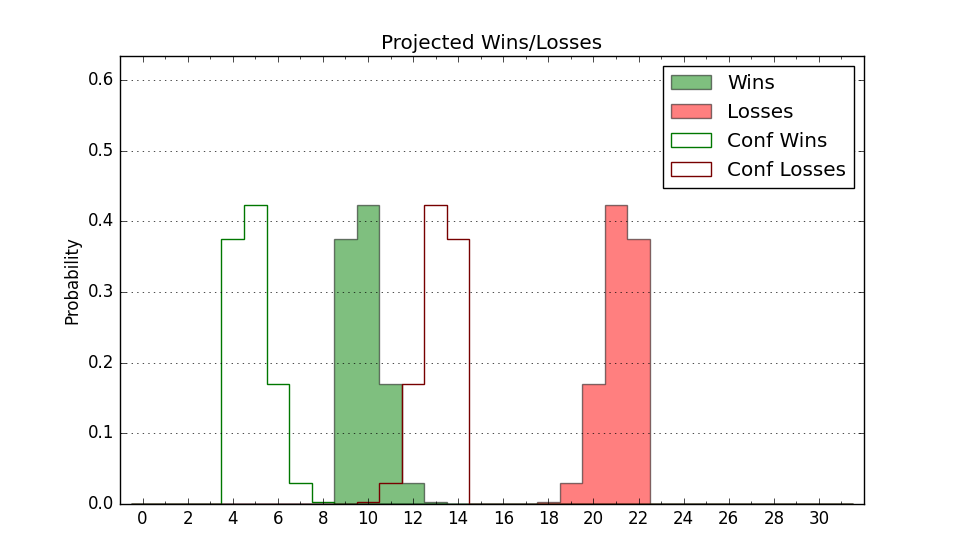 Projected Wins/Losses
0.6
0.5
0.4
0.3
0.2
0.1
0.0
Probability
Wins
Losses
Conf Wins
Conf Losses
0 2 4 6 8 10 12 14 16 18 20 22 24 26 28 30